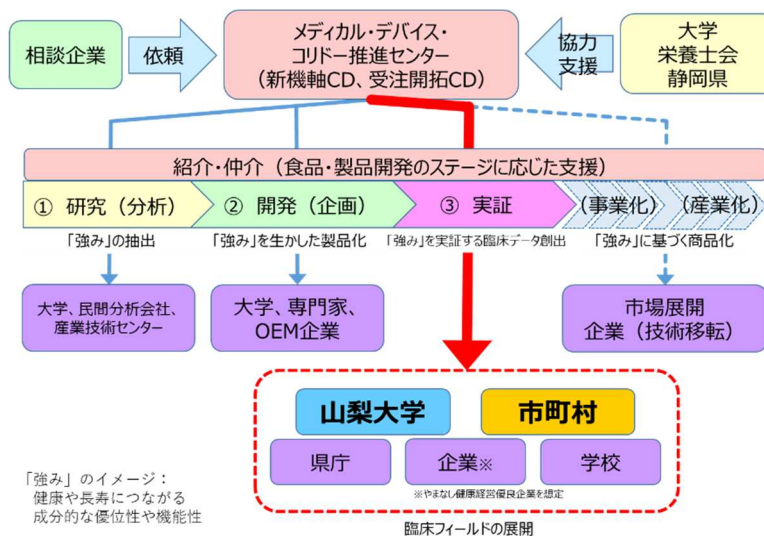 相談企業
依頼
メディカル・デバイス・
コリドー推進センター
（新機軸CD、受注開拓CD）
協力
支援
大学
栄養士会
静岡県
紹介・仲介（食品・製品開発のステージに応じた支援）
① 研究（分析）
② 開発（企画）
③ 実証
（事業化）
（産業化）
「強み」の抽出
「強み」を生かした製品化
「強み」を実証する臨床データ創出
「強み」に基づく商品化
大学、民間分析会社、
産業技術センター
大学、専門家、
OEM企業
市場展開
企業（技術移転）
山梨大学
市町村
県庁
企業※
学校
※やまなし健康経営優良企業を想定
「強み」のイメージ：
健康や長寿につながる
成分的な優位性や機能性
臨床フィールドの展開